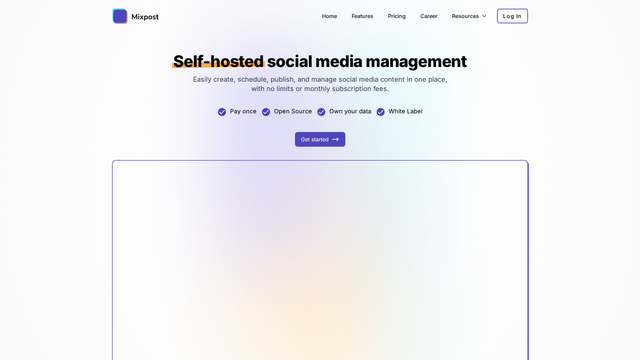 Mixpost
Home Features Pricing Career Resources Log In
Self-hosted social media management
Easily create, schedule, publish, and manage social media content in one place,
with no limits or monthly subscription fees.
Pay once Open Source Own your data White Label
Get started